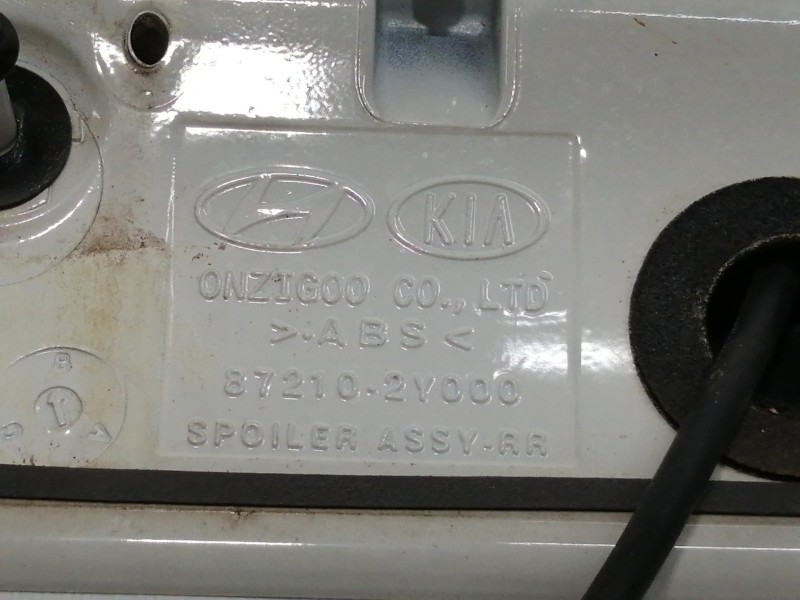 KIA
ONZIGOO CO., LTD
>·ABS<
87210-2Y000
SPOILER ASSY-RR
B
A